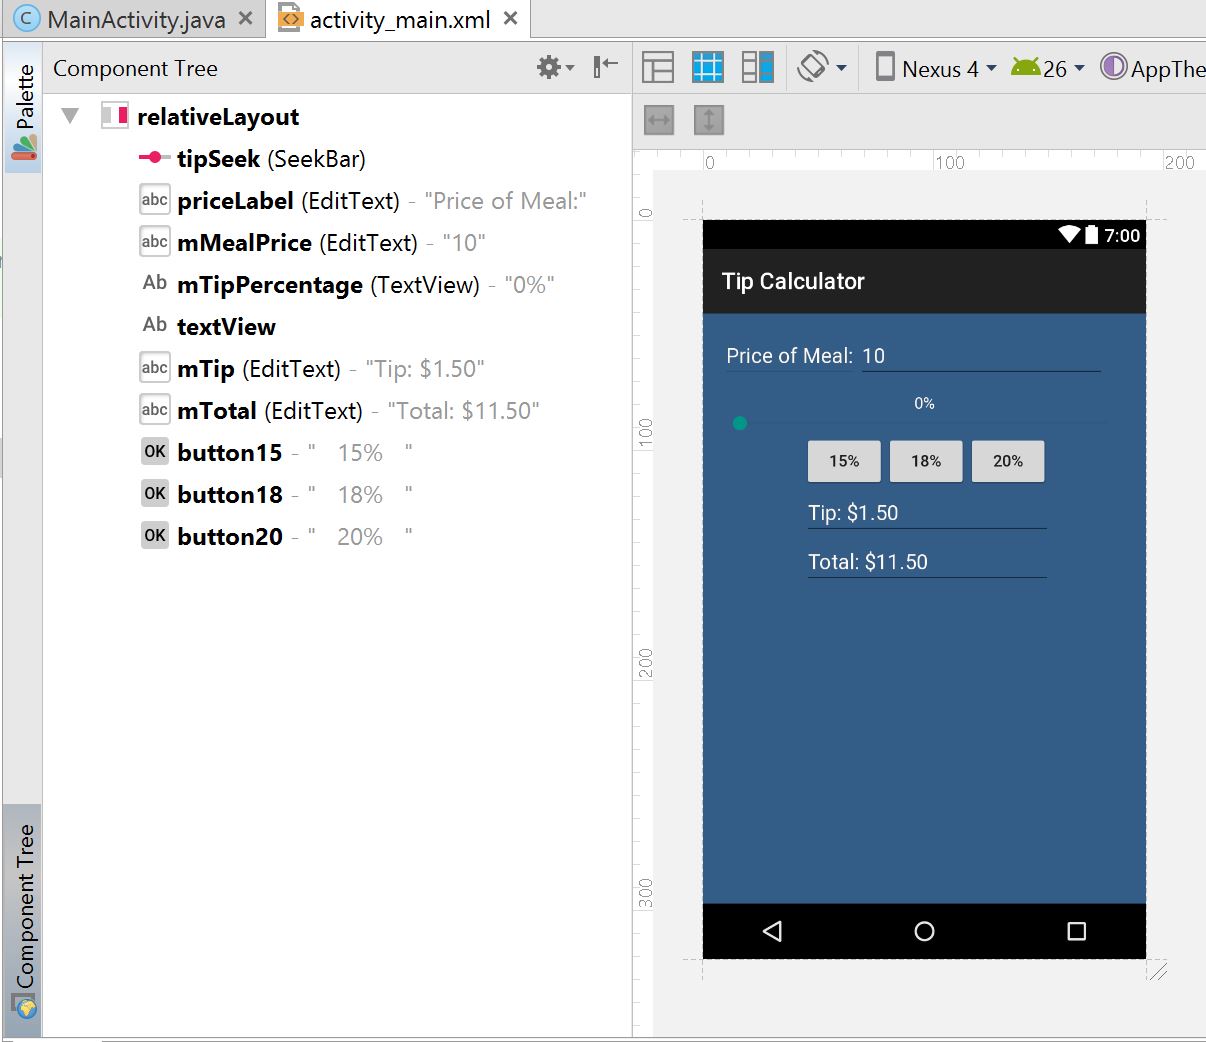 MainActivity.java
activity_main.xml
Palette
Component Tree
Nexus 4
26
AppThe
relativeLayout
tipSeek (SeekBar)
abc priceLabel (EditText) - "Price of Meal:"
abc mMealPrice (EditText) - "10"
Ab mTipPercentage (TextView) - "0%"
Ab textView
abc mTip (EditText) - "Tip: $1.50"
abc mTotal (EditText) - "Total: $11.50"
OK button15 - "   15%   "
OK button18 - "   18%   "
OK button20 - "   20%   "
Component Tree
0 100 200
0
100
200
300
7:00
Tip Calculator
Price of Meal: 10
0%
15% 18% 20%
Tip: $1.50
Total: $11.50